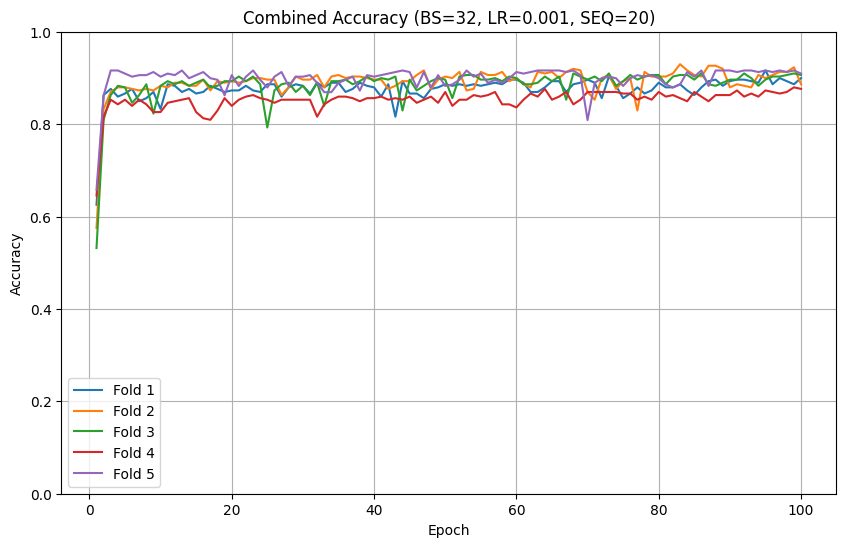 Combined Accuracy (BS=32, LR=0.001, SEQ=20)
1.0
0.8
0.6
0.4
0.2
0.0
Accuracy
Fold 1
Fold 2
Fold 3
Fold 4
Fold 5
0 20 40 60 80 100
Epoch